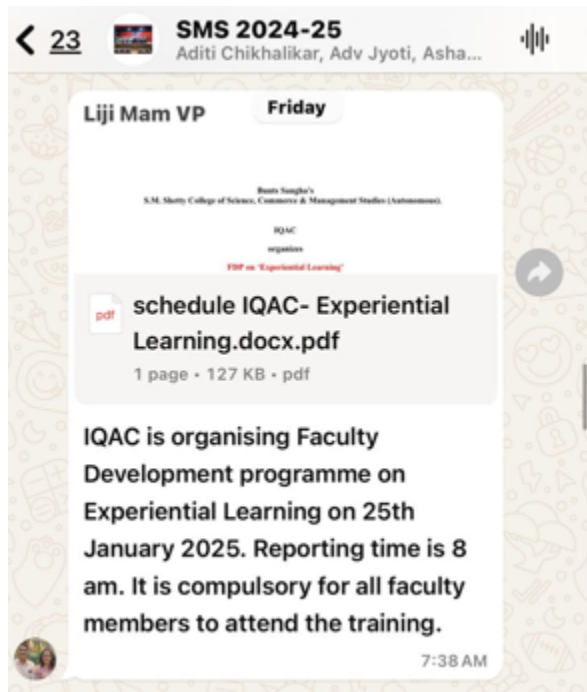 23
SMS 2024-25
Aditi Chikhalikar, Adv Jyoti, Asha...
Friday
Liji Mam VP
Bunts Sangha's
S.M. Shetty College of Science, Commerce & Management Studies (Autonomous).
IQAC
organizes
FDP on 'Experiential Learning'
pdf
schedule IQAC- Experiential
Learning.docx.pdf
1 page • 127 KB • pdf
IQAC is organising Faculty
Development programme on
Experiential Learning on 25th
January 2025. Reporting time is 8
am. It is compulsory for all faculty
members to attend the training.
7:38 AM